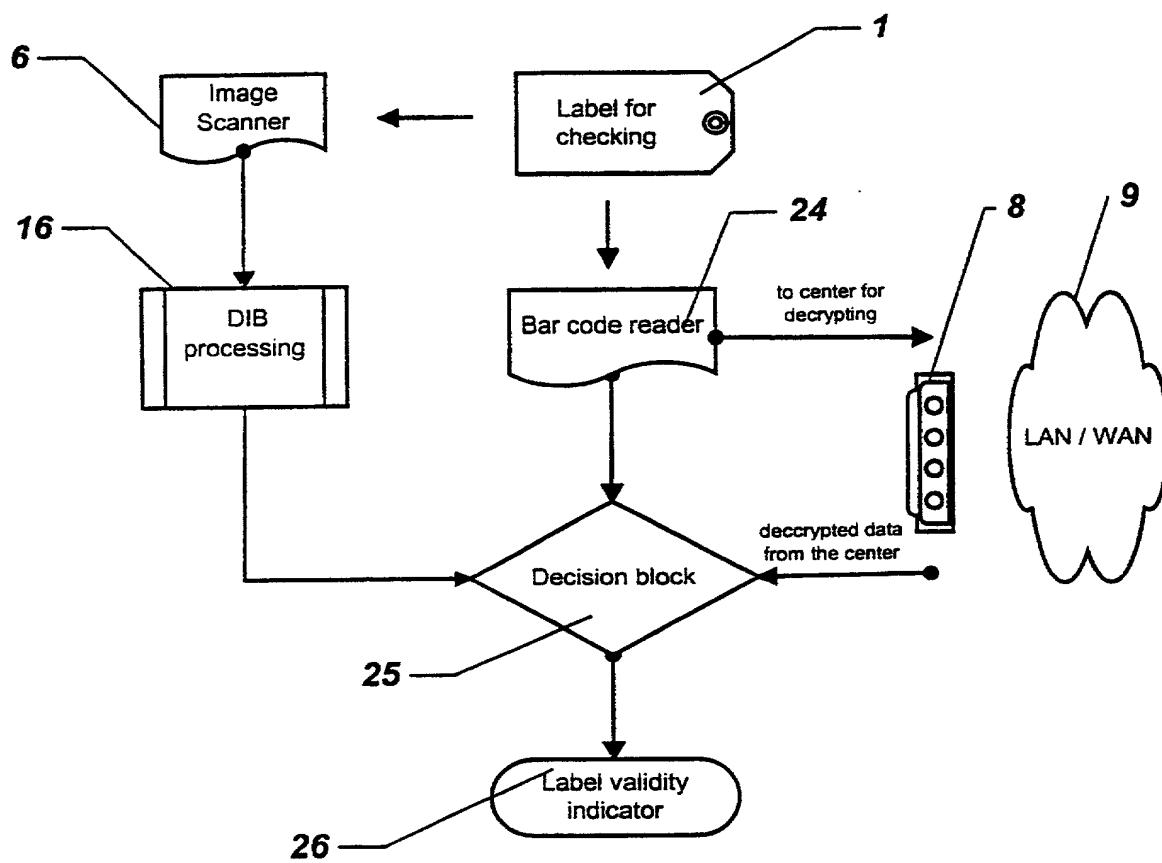 6
1
Image
Scanner
Label for
checking
24
8
9
16
DIB
processing
Bar code reader
to center for
decrypting
LAN / WAN
deccrypted data
from the center
Decision block
25
Label validity
indicator
26